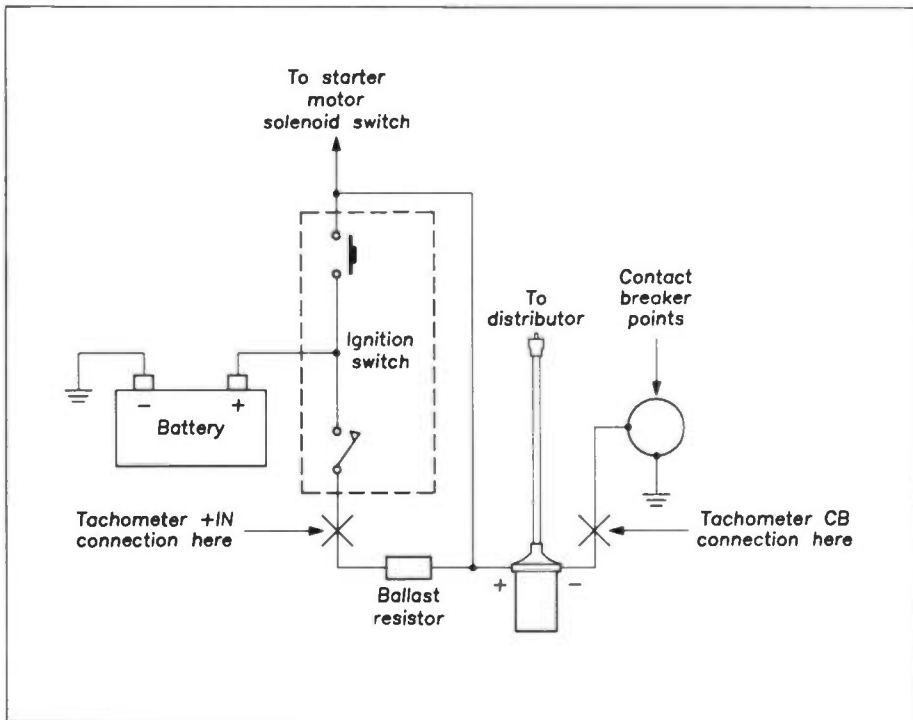 To starter
motor
solenoid switch
To
distributor
Contact
breaker
points
Ignition
switch
- +
Battery
Tachometer +IN
connection here
Tachometer CB
connection here
+ -
Ballast
resistor